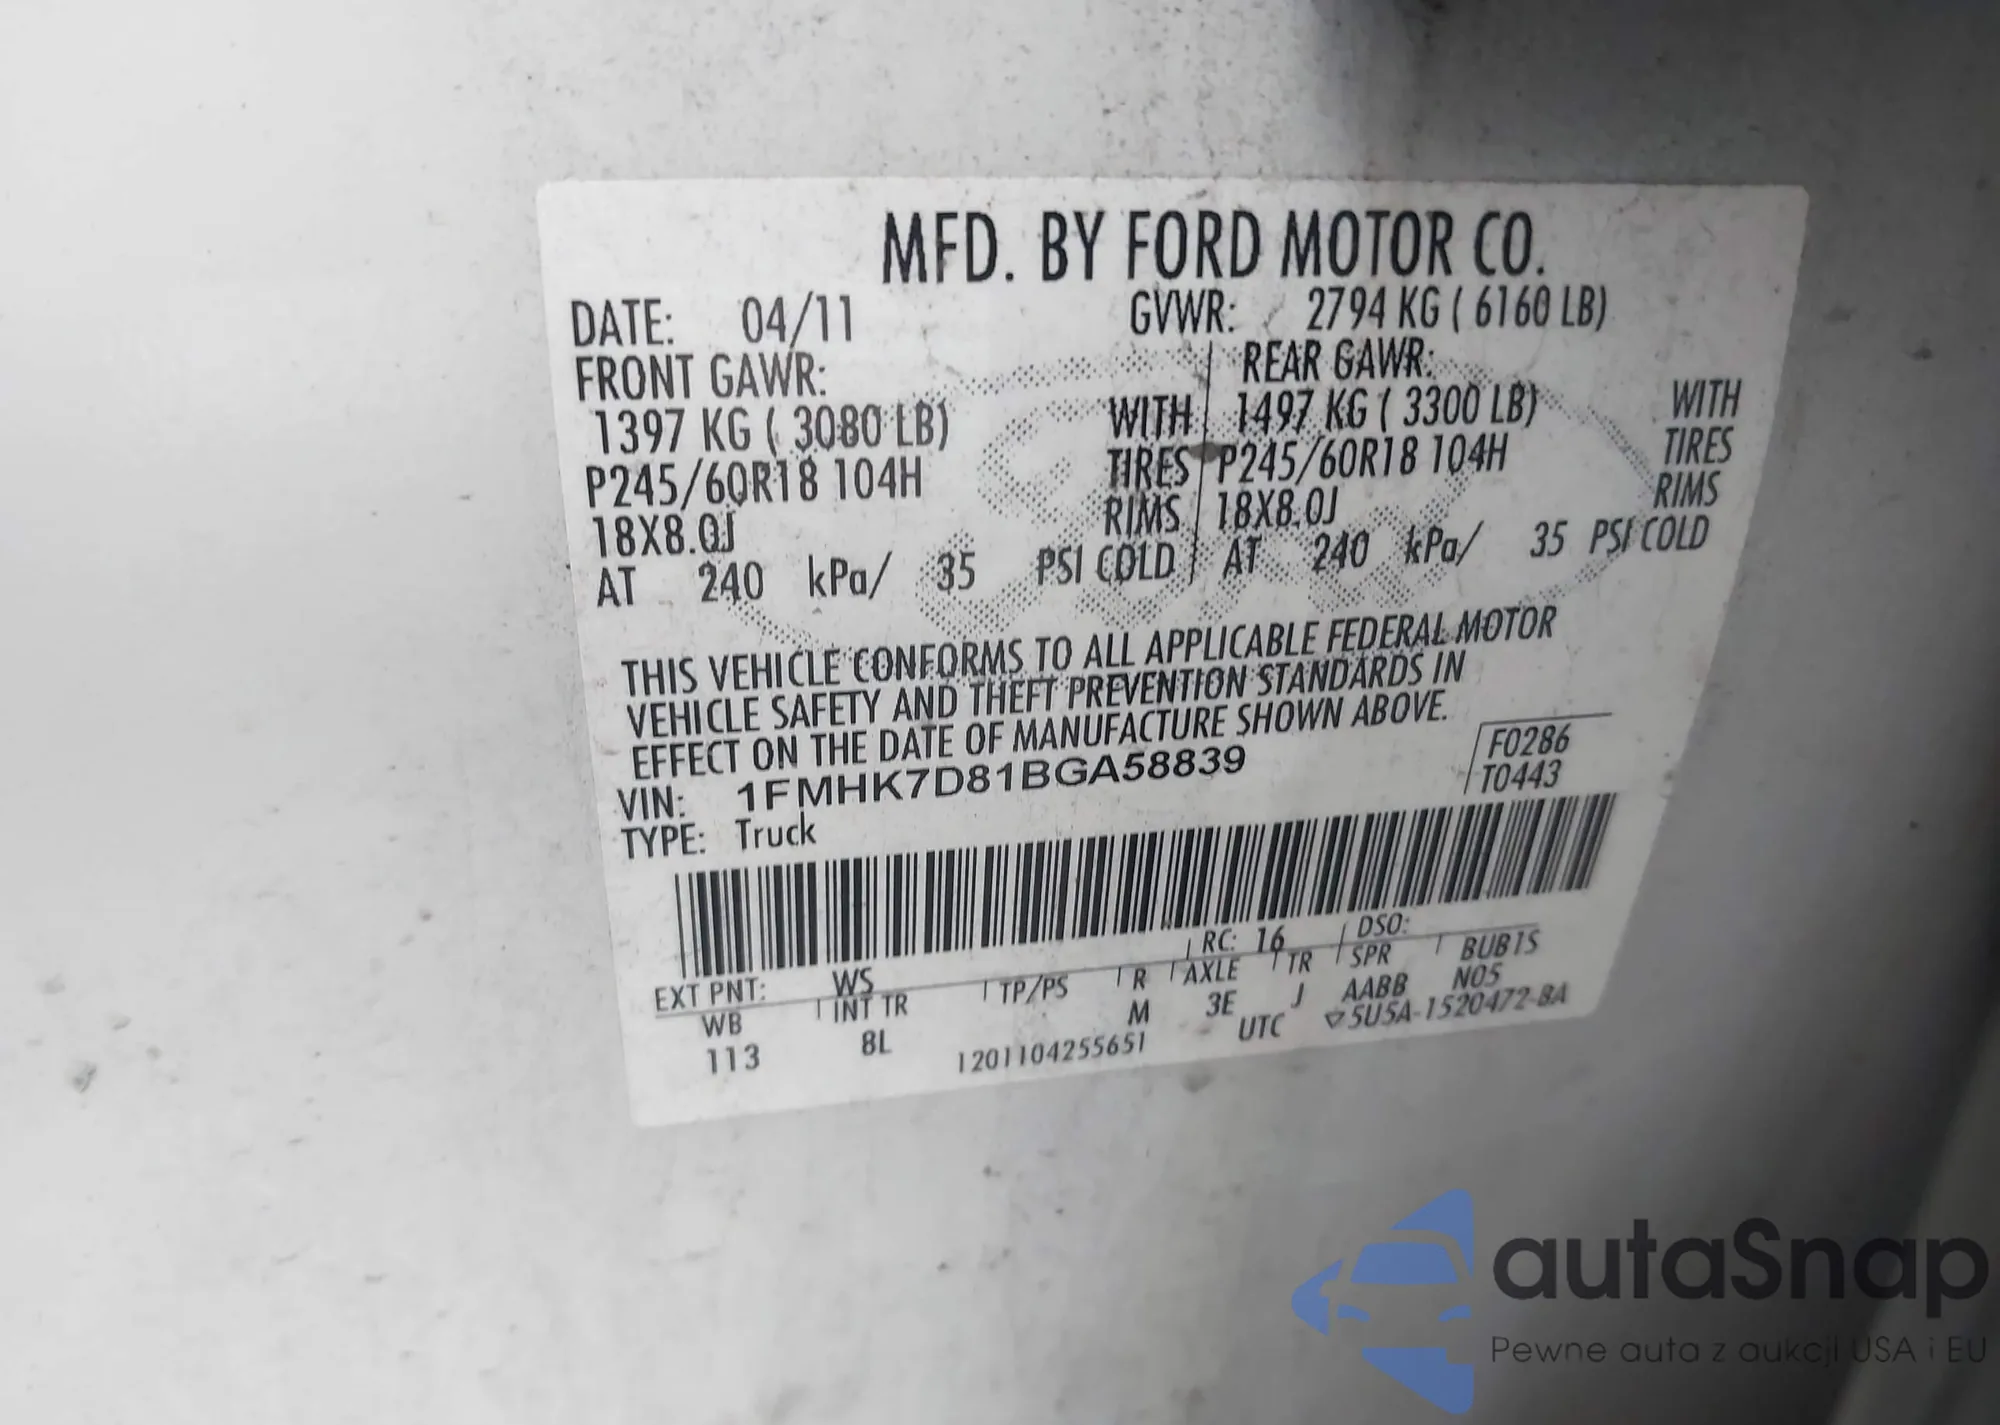 MFD. BY FORD MOTOR CO.
DATE: 04/11 GVWR: 2794 KG ( 6160 LB)
FRONT GAWR: REAR GAWR:
1397 KG ( 3080 LB) WITH 1497 KG ( 3300 LB) WITH
P245/60R18 104H TIRES P245/60R18 104H TIRES
18X8.0J RIMS 18X8.0J RIMS
AT 240 kPa/ 35 PSI COLD AT 240 kPa/ 35 PSI COLD
THIS VEHICLE CONFORMS TO ALL APPLICABLE FEDERAL MOTOR
VEHICLE SAFETY AND THEFT PREVENTION STANDARDS IN
EFFECT ON THE DATE OF MANUFACTURE SHOWN ABOVE.
VIN: 1FMHK7D81BGA58839 F0286
TYPE: Truck T0443
EXT PNT: WS RC: 16 DSO:
WB INT TR TP/PS R AXLE TR SPR BUB1S
113 8L M 3E J AABB N05
1201104255651 UTC ▽5U5A-1520472-BA
autaSnap
Pewne auta z aukcji USA i EU